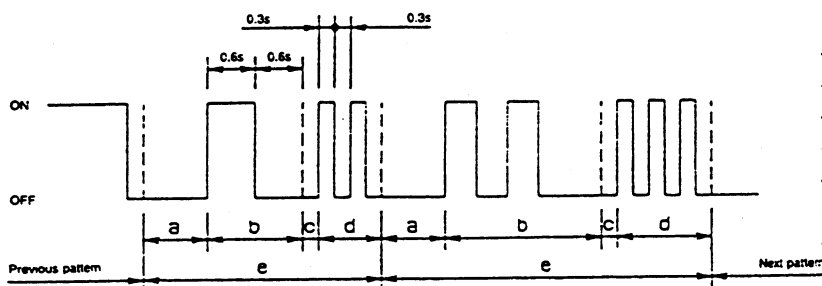 0.3s 0.3s
0.6s 0.6s
ON
OFF
a b c d a b c d
Previous pattern e e Next pattern